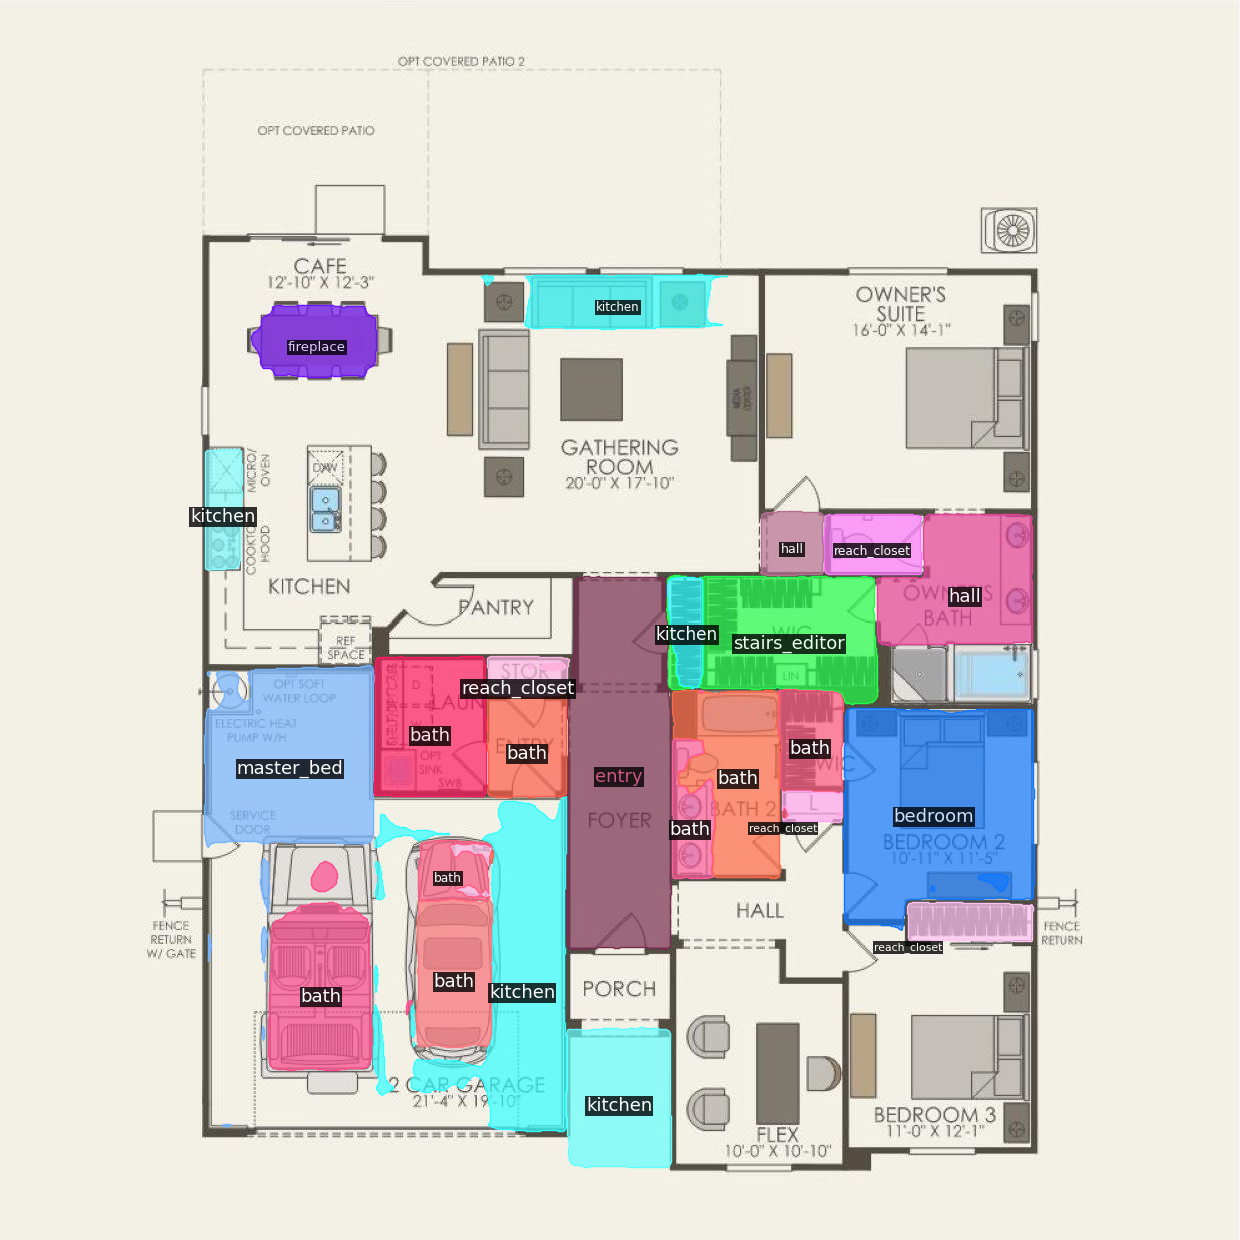 OPT COVERED PATIO 2
OPT COVERED PATIO
CAFE
12'-10" X 12'-3"
OWNER'S
SUITE
16'-0" X 14'-1"
kitchen
fireplace
MEDIA
CENTER
GATHERING
ROOM
20'-0" X 17'-10"
MICRO/
OVEN
D/W
kitchen
COOKTOP
HOOD
hall
reach_closet
KITCHEN
PANTRY
OWNER'S
BATH
hall
REF
SPACE
kitchen
WIC
stairs_editor
LIN
STOR
reach_closet
OPT SOFT
WATER LOOP
D
LAUN
ELECTRIC HEAT
PUMP W/H
W
bath
ENTRY
bath
OPT
SINK
SWB
master_bed
bath
WIC
entry
bath
SERVICE
DOOR
FOYER
bath
BATH 2
L
reach_closet
bedroom
BEDROOM 2
10'-11" X 11'-5"
bath
HALL
FENCE
RETURN
W/ GATE
FENCE
RETURN
reach_closet
bath
bath
kitchen
PORCH
2 CAR GARAGE
21'-4" X 19'-10"
kitchen
FLEX
10'-0" X 10'-10"
BEDROOM 3
11'-0" X 12'-1"